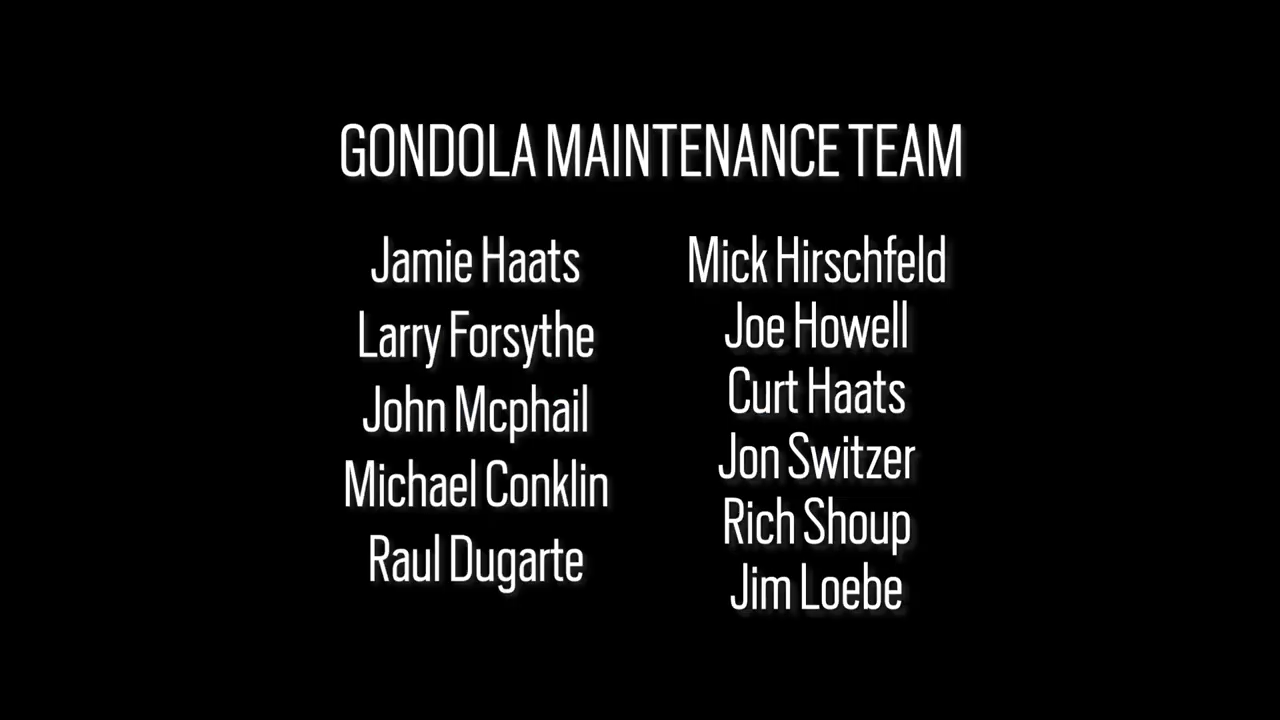 GONDOLA MAINTENANCE TEAM
Jamie Haats
Larry Forsythe
John Mcphail
Michael Conklin
Raul Dugarte
Mick Hirschfeld
Joe Howell
Curt Haats
Jon Switzer
Rich Shoup
Jim Loebe